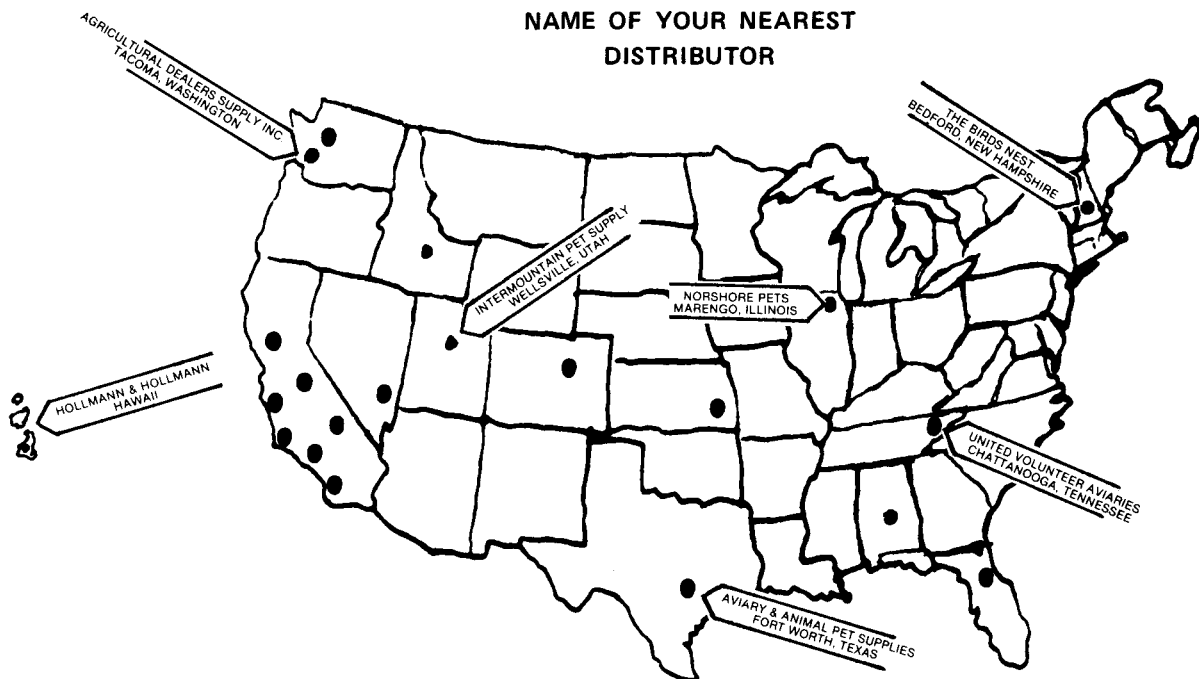 NAME OF YOUR NEAREST
DISTRIBUTOR
AGRICULTURAL DEALERS SUPPLY INC
TACOMA, WASHINGTON
THE BIRDS NEST
BEDFORD, NEW HAMPSHIRE
INTERMOUNTAIN PET SUPPLY
WELLSVILLE, UTAH
NORSHORE PETS
MARENGO, ILLINOIS
HOLLMANN & HOLLMANN
HAWAII
UNITED VOLUNTEER AVIARIES
CHATTANOOGA, TENNESSEE
AVIARY & ANIMAL PET SUPPLIES
FORT WORTH, TEXAS